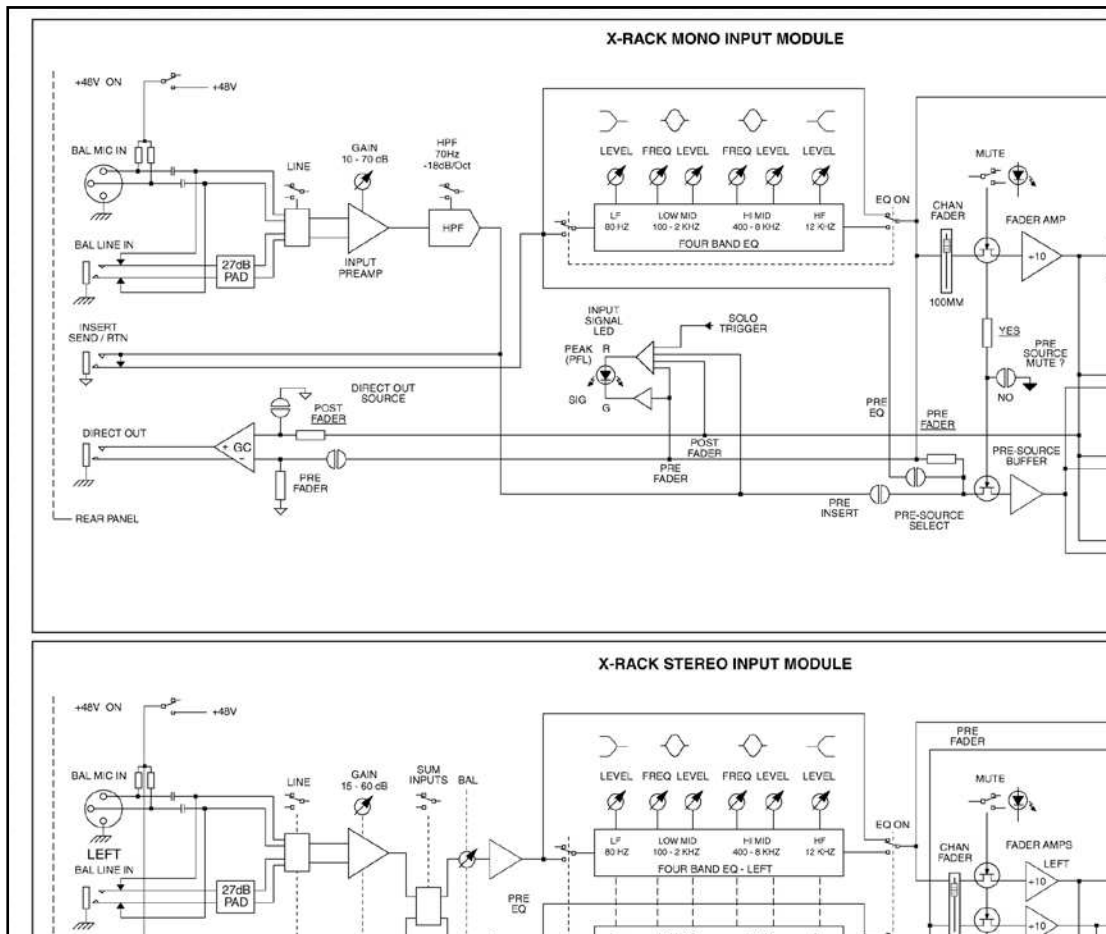 X-RACK MONO INPUT MODULE
+48V ON
+48V
BAL MIC IN
LINE
GAIN
10 - 70 dB
HPF
70Hz
-18dB/Oct
HPF
INPUT
PREAMP
BAL LINE IN
27dB
PAD
LEVEL FREQ LEVEL FREQ LEVEL LEVEL
LF
80 HZ
LOW MID
100 - 2 KHZ
HI MID
400 - 8 KHZ
HF
12 KHZ
FOUR BAND EQ
EQ ON
MUTE
CHAN
FADER
100MM
FADER AMP
+10
INSERT
SEND / RTN
INPUT
SIGNAL
LED
SOLO
TRIGGER
PEAK
(PFL)
R
SIG
G
YES
PRE
SOURCE
MUTE ?
NO
DIRECT OUT
SOURCE
POST
FADER
DIRECT OUT
+ GC
-
PRE
FADER
POST
FADER
PRE
FADER
PRE
EQ
PRE
FADER
PRE-SOURCE
BUFFER
PRE
INSERT
PRE-SOURCE
SELECT
REAR PANEL
X-RACK STEREO INPUT MODULE
+48V ON
+48V
BAL MIC IN
LEFT
LINE
GAIN
15 - 60 dB
SUM
INPUTS
BAL
BAL LINE IN
27dB
PAD
PRE
EQ
LEVEL FREQ LEVEL FREQ LEVEL LEVEL
LF
80 HZ
LOW MID
100 - 2 KHZ
HI MID
400 - 8 KHZ
HF
12 KHZ
FOUR BAND EQ - LEFT
EQ ON
PRE
FADER
MUTE
CHAN
FADER
FADER AMPS
LEFT
+10
+10